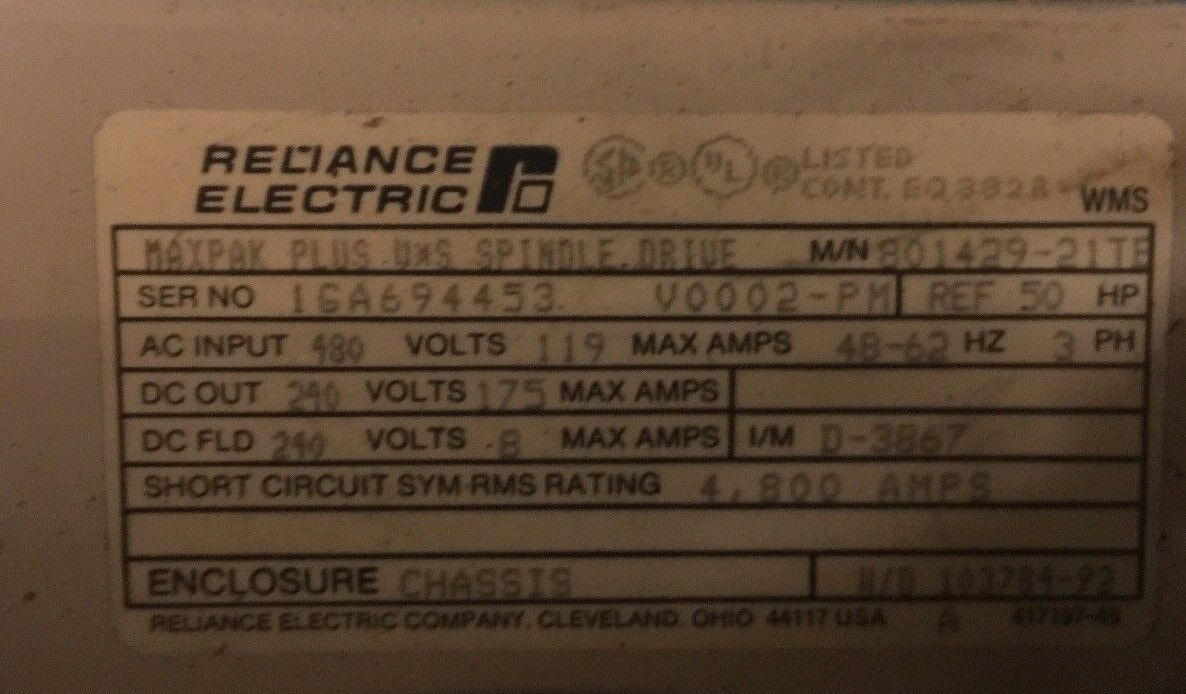 RELIANCE
ELECTRIC
LISTED
CONT. EQ.
WMS
MAXPAK PLUS V*S SPINDLE DRIVE M/N 801429-21TE
SER NO 1GA694453 V0002-PM REF 50 HP
AC INPUT 480 VOLTS 119 MAX AMPS 48-62 HZ 3 PH
DC OUT 240 VOLTS 175 MAX AMPS
DC FLD 240 VOLTS 8 MAX AMPS I/M D-3867
SHORT CIRCUIT SYM-RMS RATING 4,800 AMPS
ENCLOSURE CHASSIS
RELIANCE ELECTRIC COMPANY. CLEVELAND. OHIO 44117 USA A